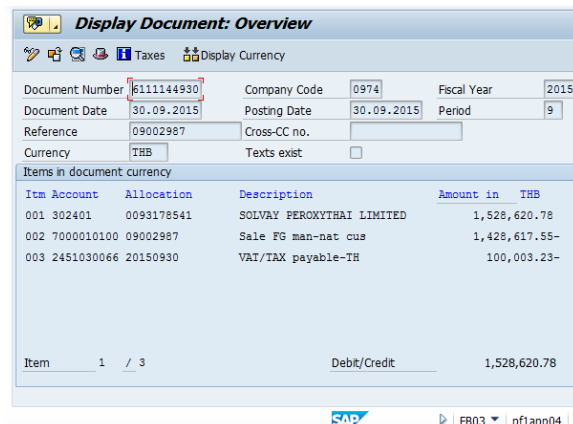 Display Document: Overview
Taxes Display Currency
Document Number 6111144930 Company Code 0974 Fiscal Year 2015
Document Date 30.09.2015 Posting Date 30.09.2015 Period 9
Reference 09002987 Cross-CC no.
Currency THB Texts exist
Items in document currency
Itm Account Allocation Description Amount in THB
001 302401 0093178541 SOLVAY PEROXYTHAI LIMITED 1,528,620.78
002 7000010100 09002987 Sale FG man-nat cus 1,428,617.55-
003 2451030066 20150930 VAT/TAX payable-TH 100,003.23-
Item 1 / 3 Debit/Credit 1,528,620.78
SAP FB03 pf1app04